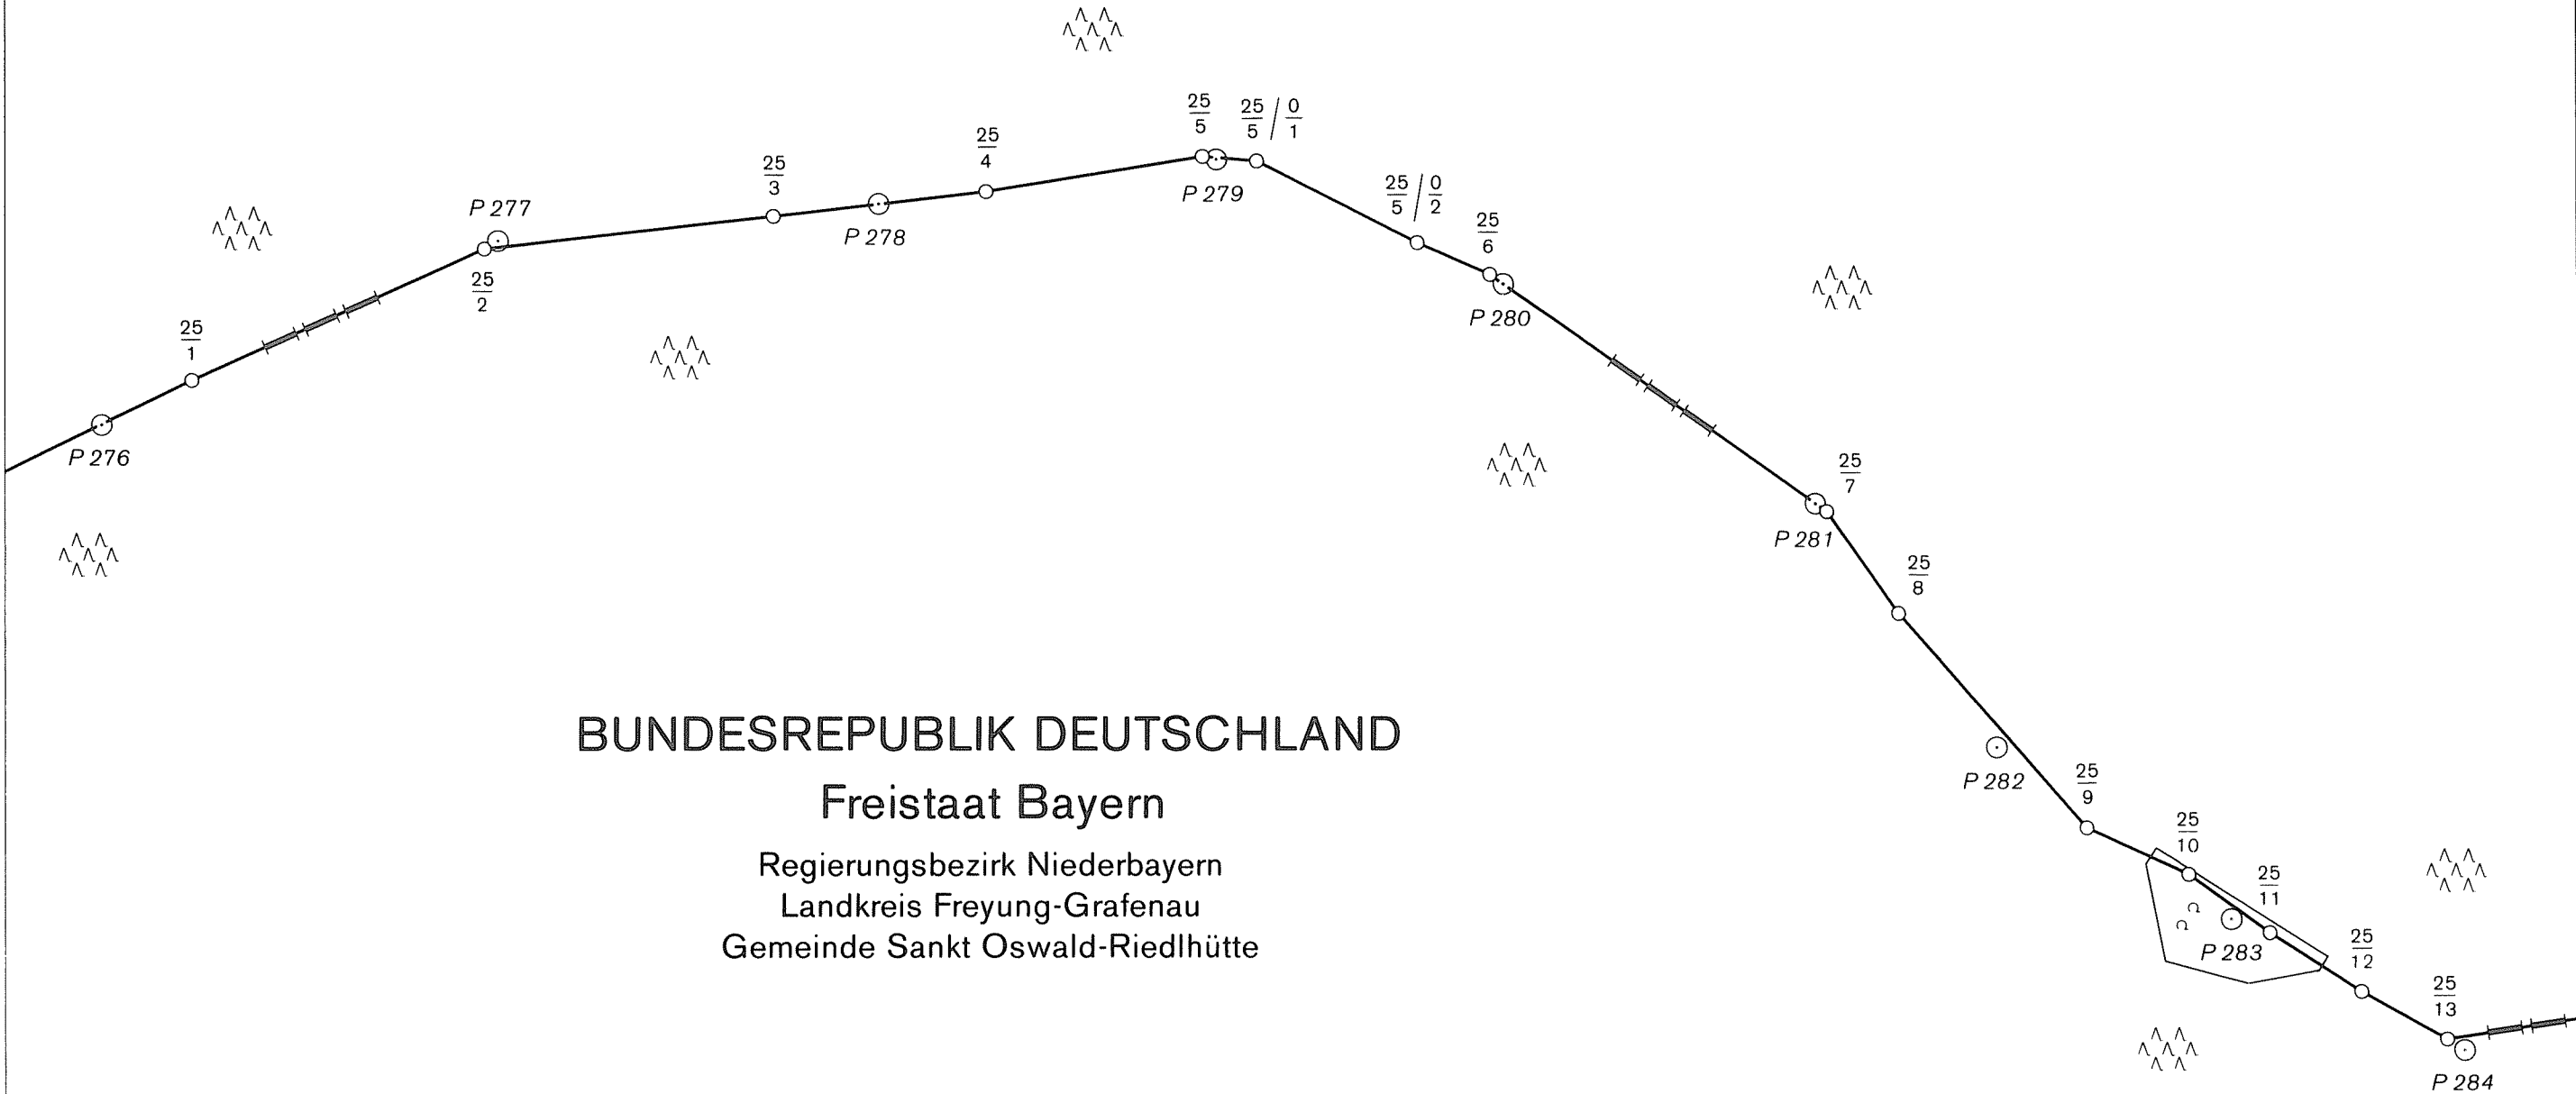 25/5
25/5 / 0/1
25/4
25/3
P 279
P 277
P 278
25/5 / 0/2
25/6
25/2
P 280
25/1
P 276
25/7
P 281
25/8
BUNDESREPUBLIK DEUTSCHLAND
Freistaat Bayern
Regierungsbezirk Niederbayern
Landkreis Freyung-Grafenau
Gemeinde Sankt Oswald-Riedlhütte
P 282
25/9
25/10
25/11
P 283
25/12
25/13
P 284